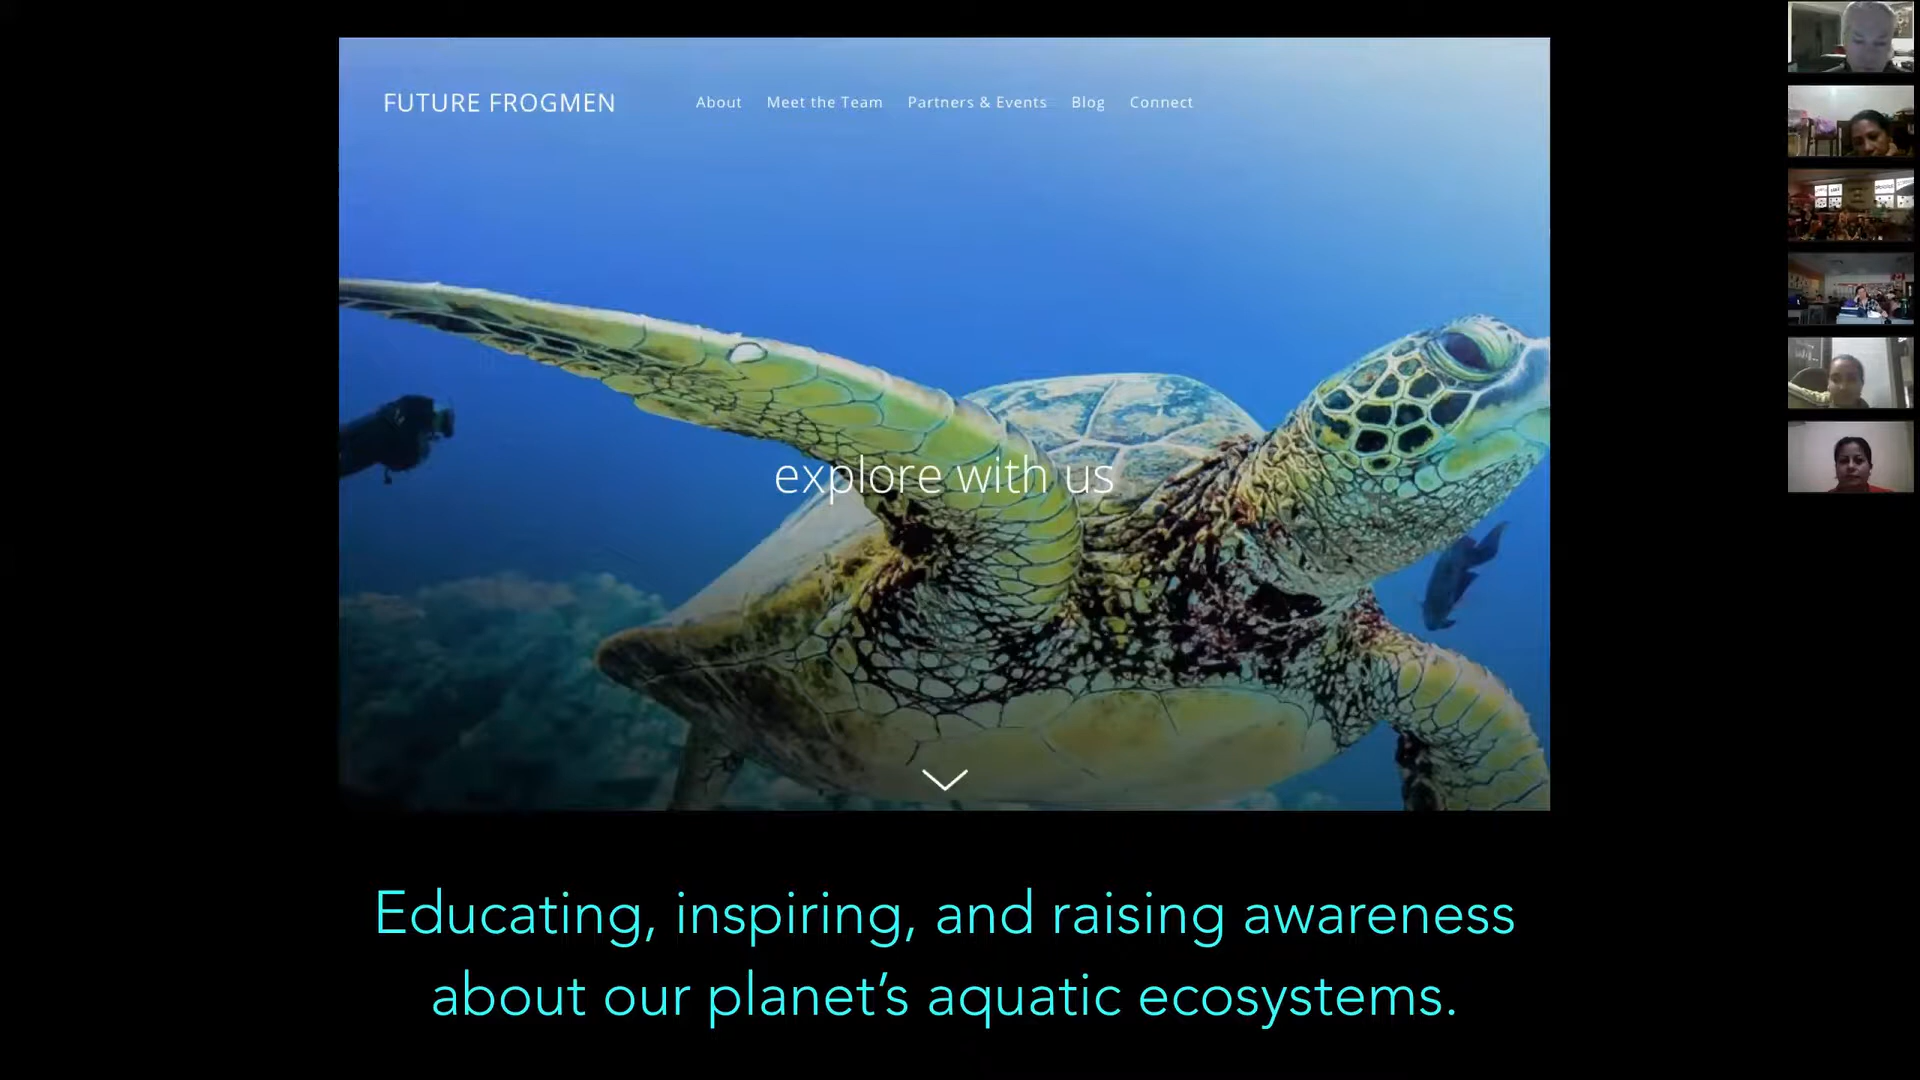 FUTURE FROGMEN
About Meet the Team Partners & Events Blog Connect
explore with us
Educating, inspiring, and raising awareness
about our planet’s aquatic ecosystems.